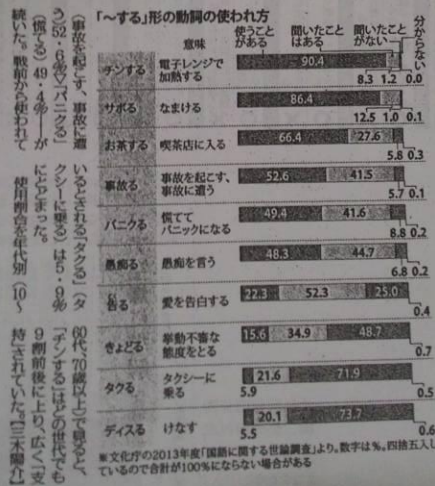 「〜する」形の動詞の使われ方
意味
使うことがある
聞いたことはある
聞いたことがない
分からない
チンする 電子レンジで加熱する 90.4 8.3 1.2 0.0
サボる なまける 86.4 12.5 1.0 0.1
お茶する 喫茶店に入る 66.4 27.6 5.8 0.3
事故る 事故を起こす、事故に遭う 52.6 41.5 5.7 0.1
パニクる 慌ててパニックになる 49.4 41.6 8.8 0.2
愚痴る 愚痴を言う 48.3 44.7 6.8 0.2
告る 愛を告白する 22.3 52.3 25.0 0.4
きょどる 挙動不審な態度をとる 15.6 34.9 48.7 0.7
タクる タクシーに乗る 5.9 21.6 71.9 0.5
ディスる けなす 5.5 20.1 73.7 0.6
※文化庁の2013年度「国語に関する世論調査」より。数字は%。四捨五入し
ているので合計が100%にならない場合がある
（事故を起こす、事故に遭
う）52・6％▽「パニクる」
（慌てる）49・4％――が
続いた。戦前から使われて
いるとされる「タクる」（タ
クシーに乗る）は5・9％
にとどまった。
使用割合を年代別（10〜
60代、70歳以上）で見ると、
「チンする」はどの世代でも
9割前後に上り、広く「支
持」されていた。【三木陽介】